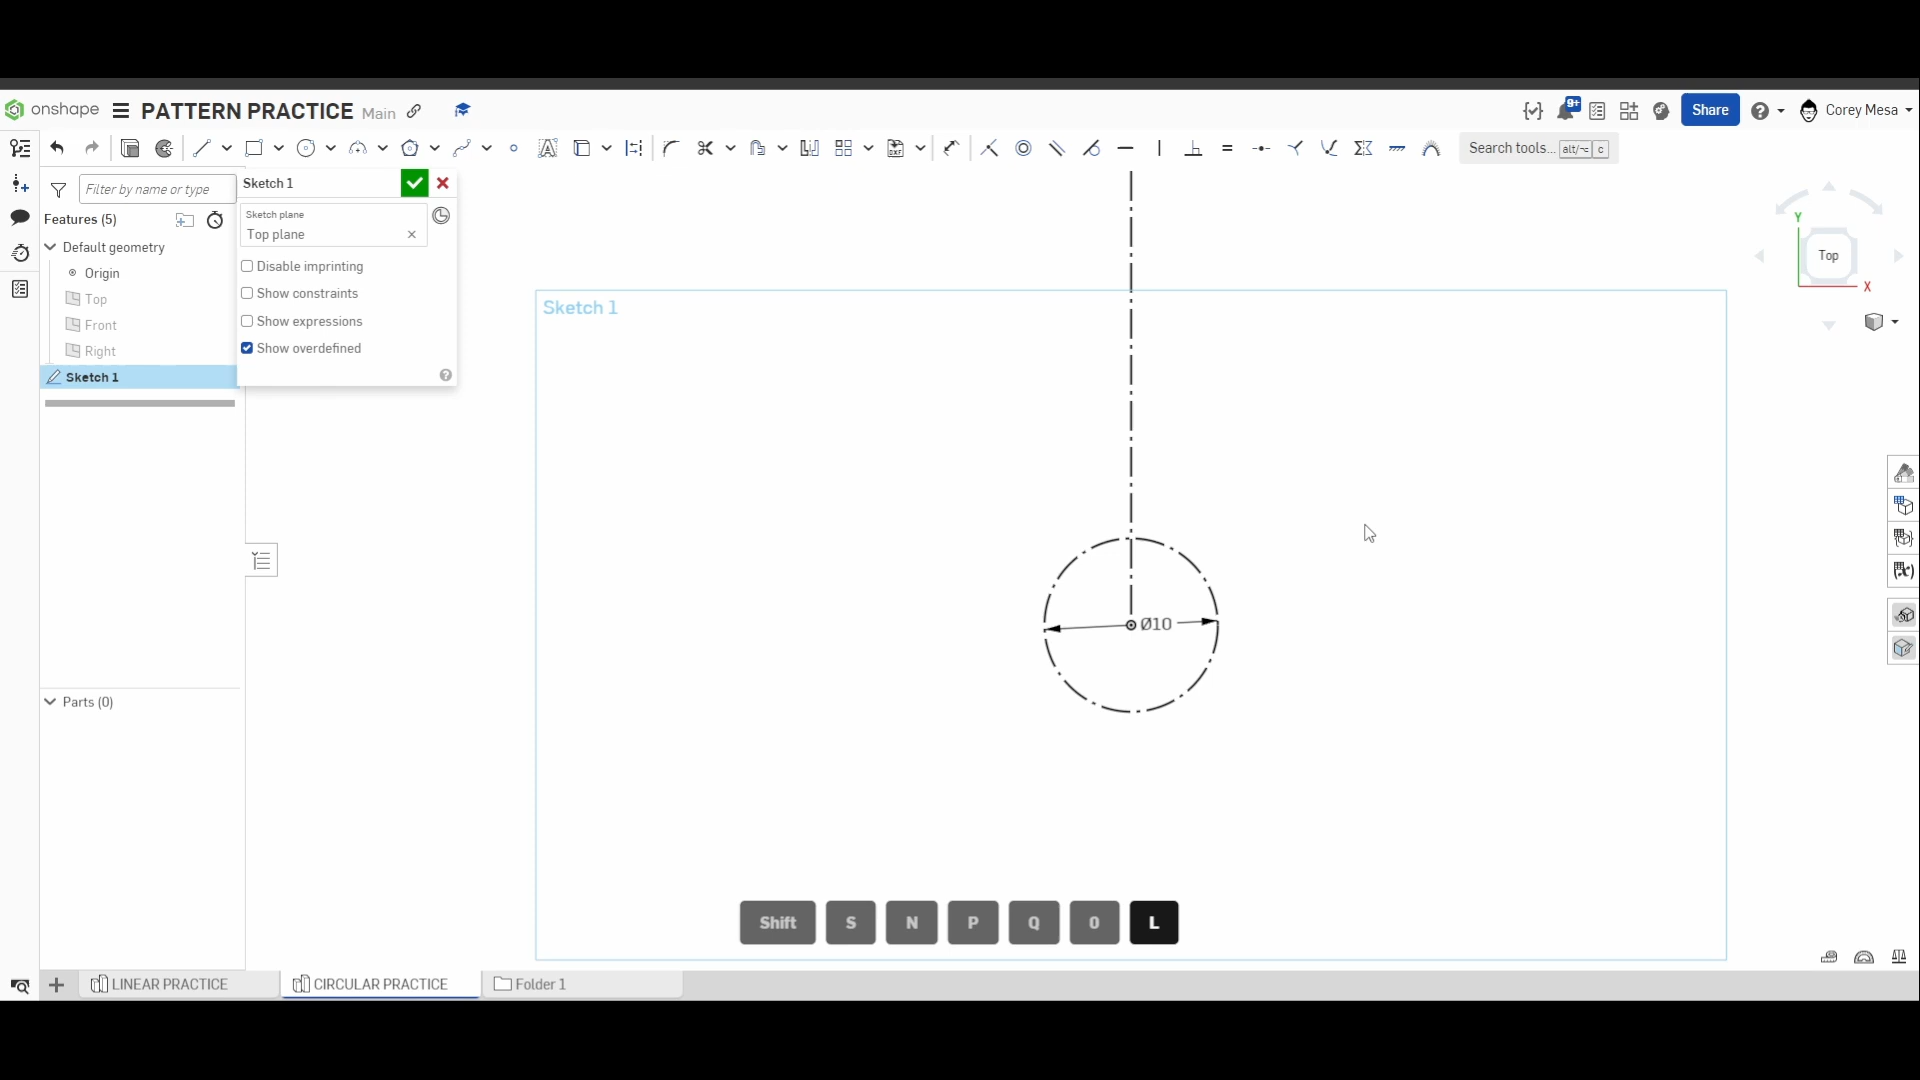 onshape PATTERN PRACTICE Main 9+ Share Corey Mesa
Search tools... alt/⌥ c
Filter by name or type
Sketch 1
Features (5)
Sketch plane
Top plane
Default geometry
Origin
Disable imprinting
Top
Show constraints
Front
Show expressions
Right
Show overdefined
Sketch 1
Sketch 1
Y
Top
X
Ø10
Parts (0)
Shift S N P Q 0 L
LINEAR PRACTICE CIRCULAR PRACTICE Folder 1